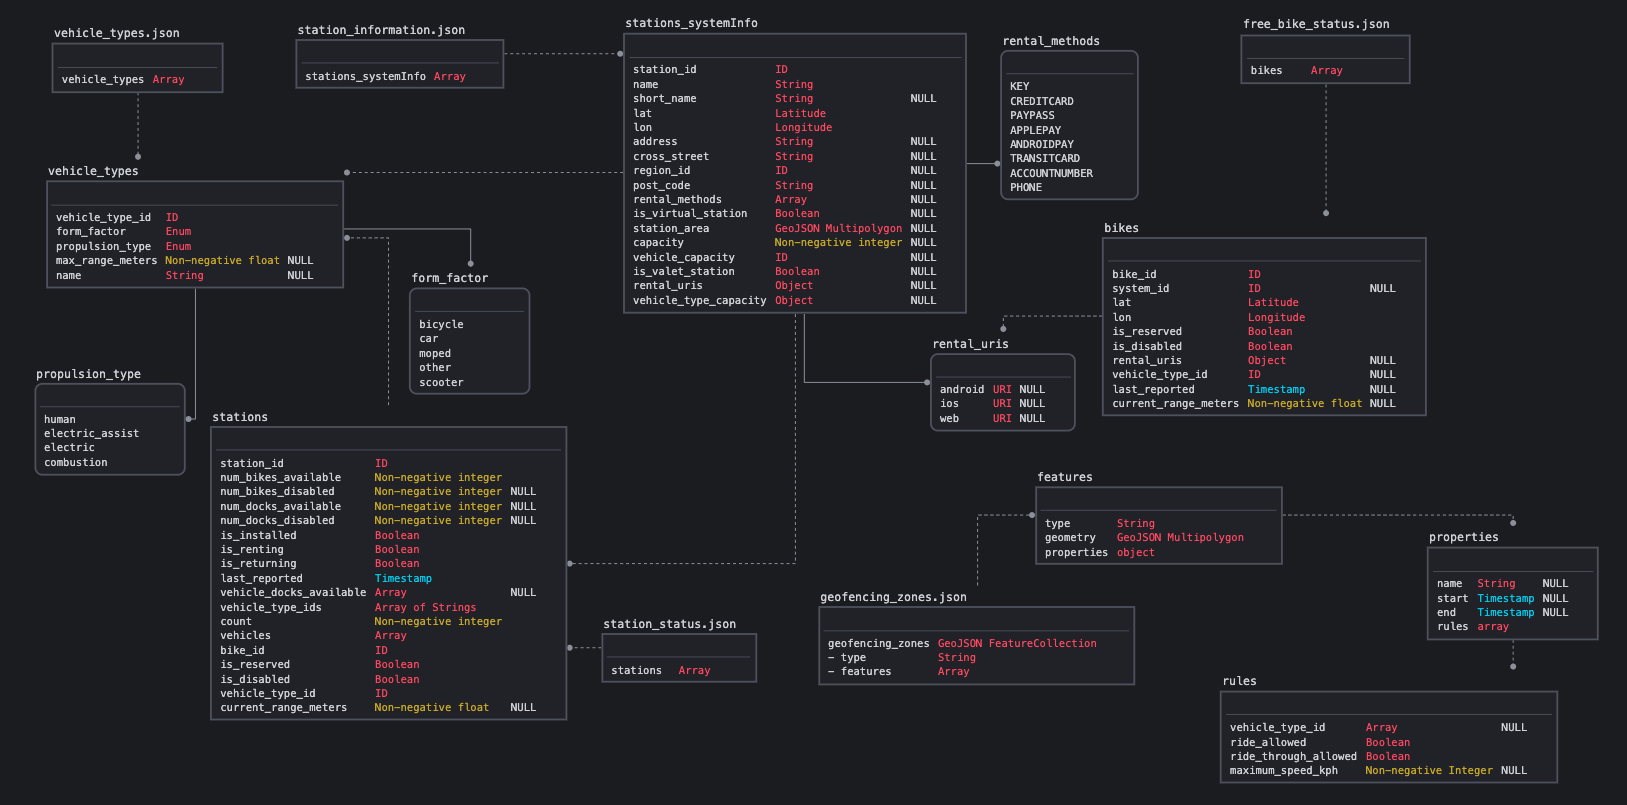 vehicle_types.json
vehicle_types Array
station_information.json
stations_systemInfo Array
stations_systemInfo
station_id ID
name String
short_name String NULL
lat Latitude
lon Longitude
address String NULL
cross_street String NULL
region_id ID NULL
post_code String NULL
rental_methods Array NULL
is_virtual_station Boolean NULL
station_area GeoJSON Multipolygon NULL
capacity Non-negative integer NULL
vehicle_capacity ID NULL
is_valet_station Boolean NULL
rental_uris Object NULL
vehicle_type_capacity Object NULL
rental_methods
KEY
CREDITCARD
PAYPASS
APPLEPAY
ANDROIDPAY
TRANSITCARD
ACCOUNTNUMBER
PHONE
free_bike_status.json
bikes Array
vehicle_types
vehicle_type_id ID
form_factor Enum
propulsion_type Enum
max_range_meters Non-negative float NULL
name String NULL
form_factor
bicycle
car
moped
other
scooter
bikes
bike_id ID
system_id ID NULL
lat Latitude
lon Longitude
is_reserved Boolean
is_disabled Boolean
rental_uris Object NULL
vehicle_type_id ID NULL
last_reported Timestamp NULL
current_range_meters Non-negative float NULL
rental_uris
android URI NULL
ios URI NULL
web URI NULL
propulsion_type
human
electric_assist
electric
combustion
stations
station_id ID
num_bikes_available Non-negative integer
num_bikes_disabled Non-negative integer NULL
num_docks_available Non-negative integer NULL
num_docks_disabled Non-negative integer NULL
is_installed Boolean
is_renting Boolean
is_returning Boolean
last_reported Timestamp
vehicle_docks_available Array NULL
vehicle_type_ids Array of Strings
count Non-negative integer
vehicles Array
bike_id ID
is_reserved Boolean
is_disabled Boolean
vehicle_type_id ID
current_range_meters Non-negative float NULL
station_status.json
stations Array
features
type String
geometry GeoJSON Multipolygon
properties object
geofencing_zones.json
geofencing_zones GeoJSON FeatureCollection
– type String
– features Array
properties
name String NULL
start Timestamp NULL
end Timestamp NULL
rules array
rules
vehicle_type_id Array NULL
ride_allowed Boolean
ride_through_allowed Boolean
maximum_speed_kph Non-negative Integer NULL